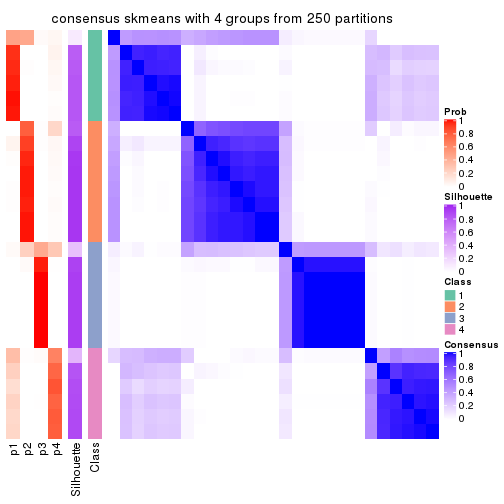 consensus skmeans with 4 groups from 250 partitions
Prob
1
0.8
0.6
0.4
0.2
0
Silhouette
1
0.8
0.6
0.4
0.2
0
Class
1
2
3
4
Consensus
1
0.8
0.6
0.4
0.2
0
p1
p2
p3
p4
Silhouette
Class